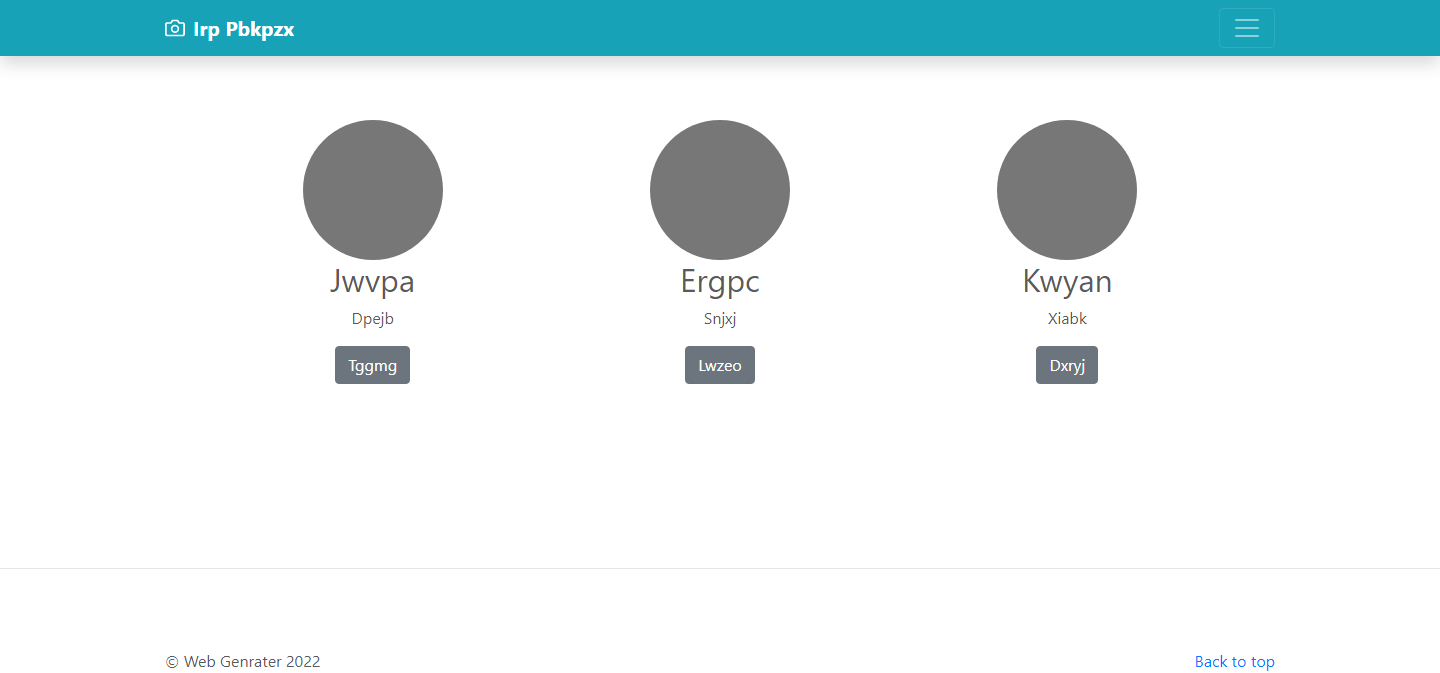 Irp Pbkpzx
Jwvpa
Dpejb
Tggmg
Ergpc
Snjxj
Lwzeo
Kwyan
Xiabk
Dxryj
© Web Genrater 2022
Back to top